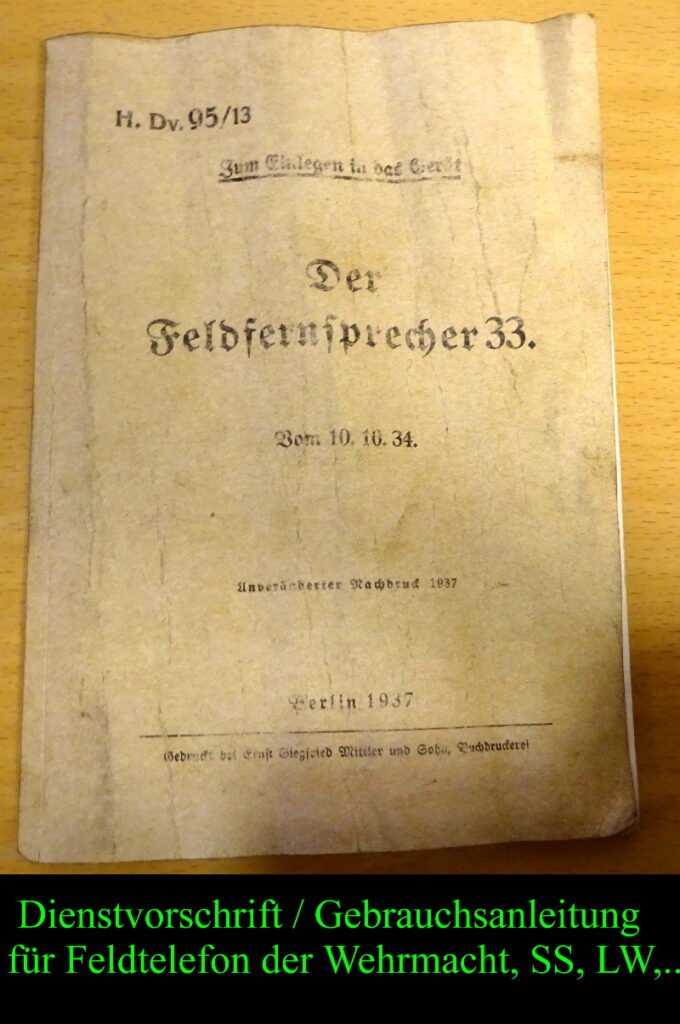 H. Dv. 95/13
Zum Einlegen in das Gerät
Der
Feldfernsprecher 33.
Vom 10. 10. 34.
Unveränderter Nachdruck 1937
Berlin 1937
Gedruckt bei Ernst Siegfried Mittler und Sohn, Buchdruckerei
Dienstvorschrift / Gebrauchsanleitung
für Feldtelefon der Wehrmacht, SS, LW,..